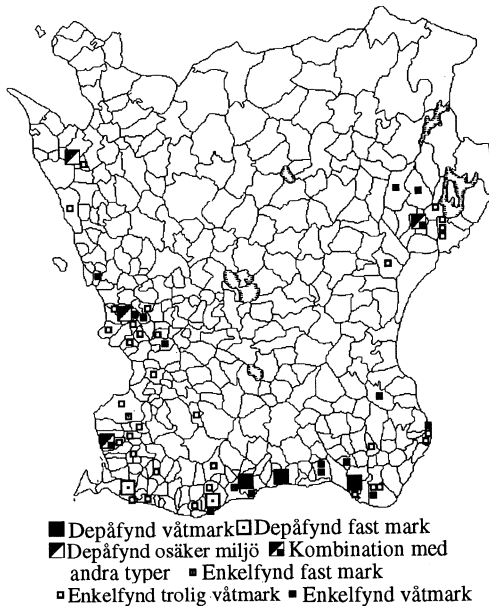 Depåfynd våtmark Depåfynd fast mark
Depåfynd osäker miljö Kombination med
andra typer Enkelfynd fast mark
Enkelfynd trolig våtmark Enkelfynd våtmark